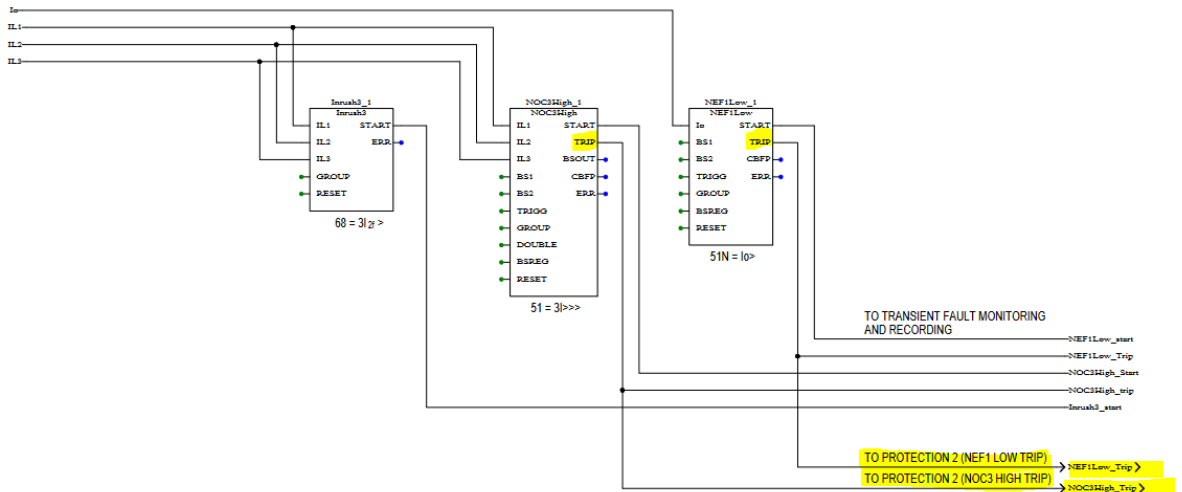 Io
IL1
IL2
IL3
Inrush3_1
Inrush3
IL1 START
IL2 ERR
IL3
GROUP
RESET
68 = 3I2f >
NOC3High_1
NOC3High
IL1 START
IL2 TRIP
IL3 BSOUT
BS1 CBFP
BS2 ERR
TRIGG
GROUP
DOUBLE
BSREG
RESET
51 = 3I>>>
NEF1Low_1
NEF1Low
Io START
BS1 TRIP
BS2 CBFP
TRIGG ERR
GROUP
BSREG
RESET
51N = Io>
TO TRANSIENT FAULT MONITORING
AND RECORDING
NEF1Low_start
NEF1Low_Trip
NOC3High_Start
NOC3High_trip
Inrush3_start
TO PROTECTION 2 (NEF1 LOW TRIP)
NEF1Low_Trip
TO PROTECTION 2 (NOC3 HIGH TRIP)
NOC3High_Trip